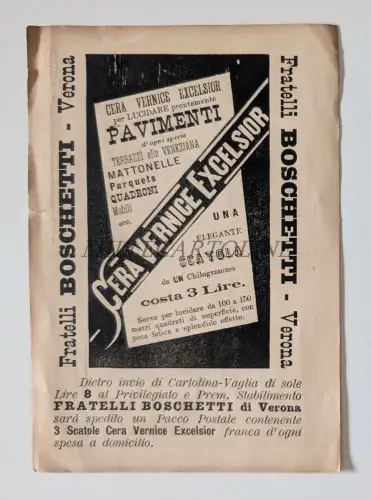 Fratelli BOSCHETTI - Verona
Fratelli BOSCHETTI - Verona
CERA VERNICE EXCELSIOR
per LUCIDARE prontamente
PAVIMENTI
d'ogni specie
TERRAZZI alla VENEZIANA
MATTONELLE
Parquets
QUADRONI
Mobili
ecc.
CERA VERNICE EXCELSIOR
UNA
ELEGANTE
SCATOLA
da UN Chilogrammo
costa 3 Lire.
Serve per lucidare da 100 a 150
metri quadrati di superficie, con
poca fatica e splendido effetto.
Dietro invio di Cartolina-Vaglia di sole
Lire 8 al Privilegiato e Prem. Stabilimento
FRATELLI BOSCHETTI di Verona
sarà spedito un Pacco Postale contenente
3 Scatole Cera Vernice Excelsior franca d'ogni
spesa a domicilio.